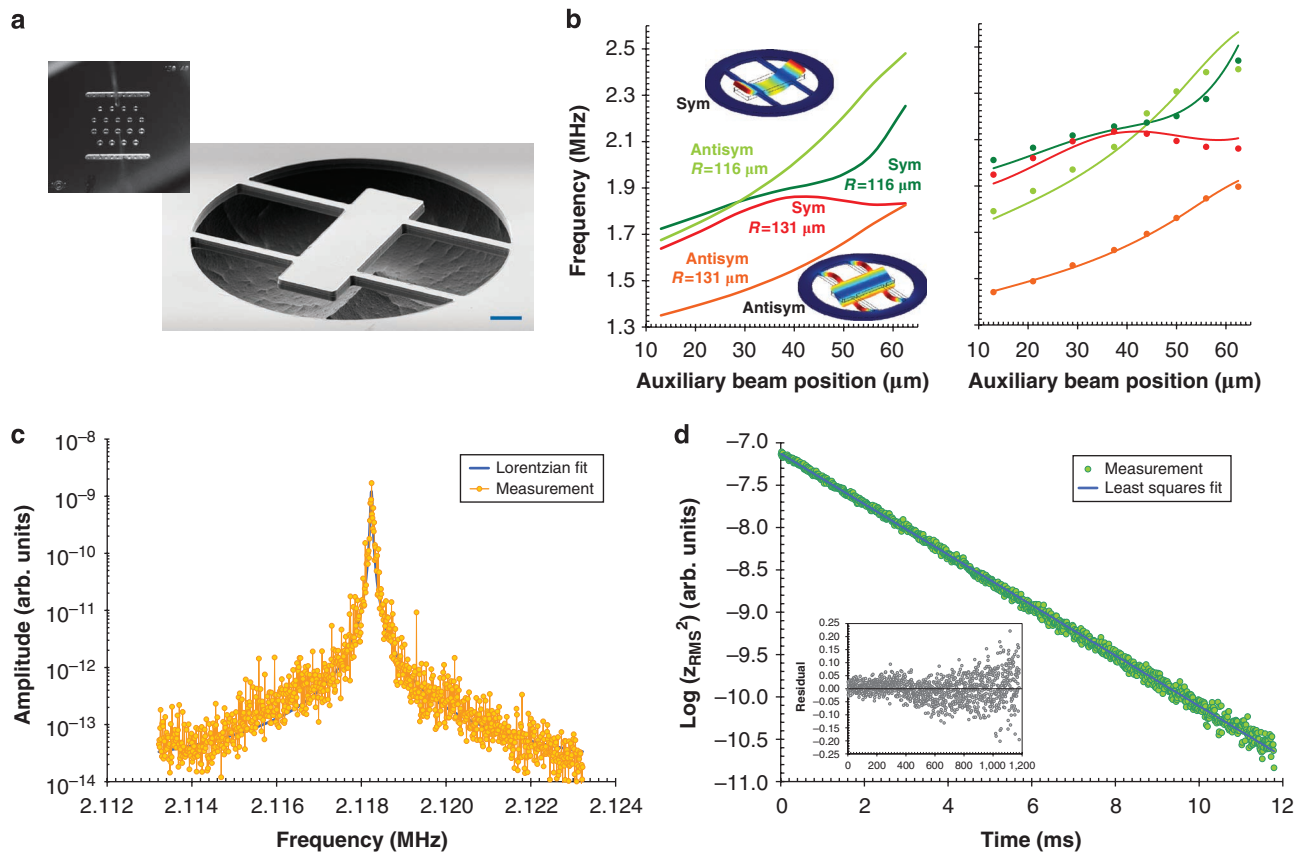 a
b
2.5
2.3
2.1
1.9
1.7
1.5
1.3
Frequency (MHz)
Sym
Antisym
R=116 μm
Sym
R=116 μm
Sym
R=131 μm
Antisym
R=131 μm
Antisym
10 20 30 40 50 60
Auxiliary beam position (μm)
10 20 30 40 50 60
Auxiliary beam position (μm)
c
10⁻⁸
10⁻⁹
10⁻¹⁰
10⁻¹¹
10⁻¹²
10⁻¹³
10⁻¹⁴
Amplitude (arb. units)
Lorentzian fit
Measurement
2.112 2.114 2.116 2.118 2.120 2.122 2.124
Frequency (MHz)
d
−7.0
−7.5
−8.0
−8.5
−9.0
−9.5
−10.0
−10.5
−11.0
Log (z_RMS²) (arb. units)
Measurement
Least squares fit
0.25
0.20
0.15
0.10
0.05
0.00
−0.05
−0.10
−0.15
−0.20
−0.25
Residual
0 200 400 600 800 1,000 1,200
0 2 4 6 8 10 12
Time (ms)